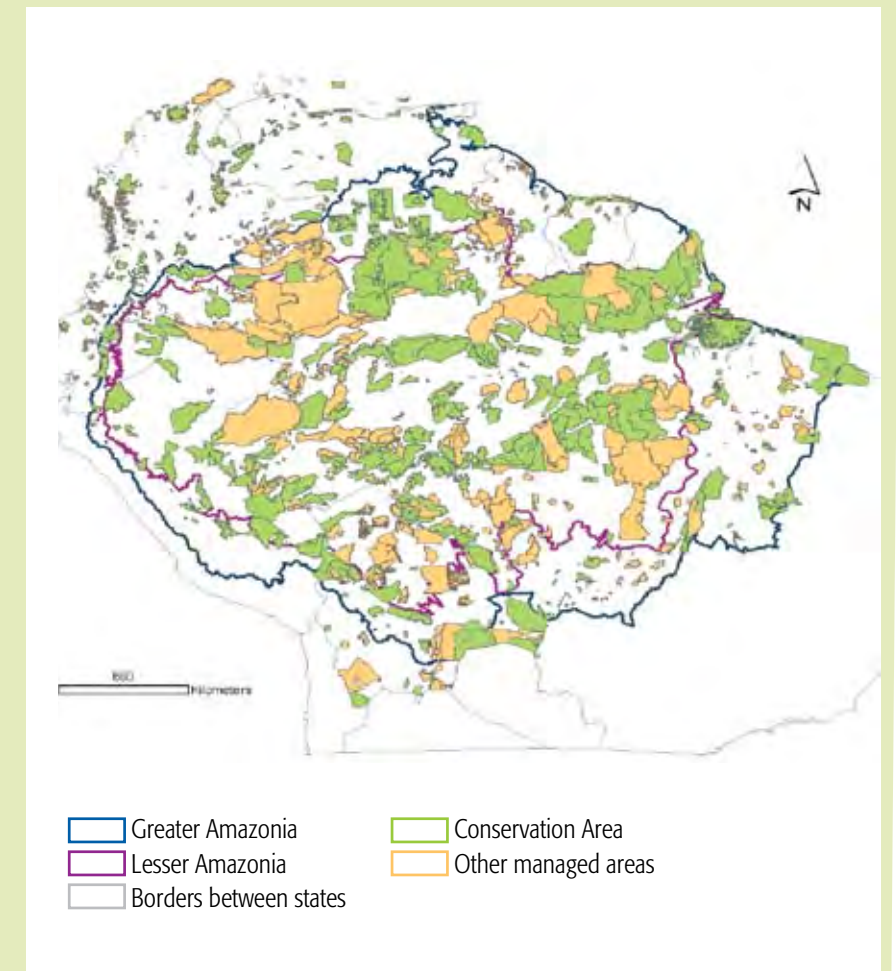 N
Kilometers
Greater Amazonia
Lesser Amazonia
Borders between states
Conservation Area
Other managed areas